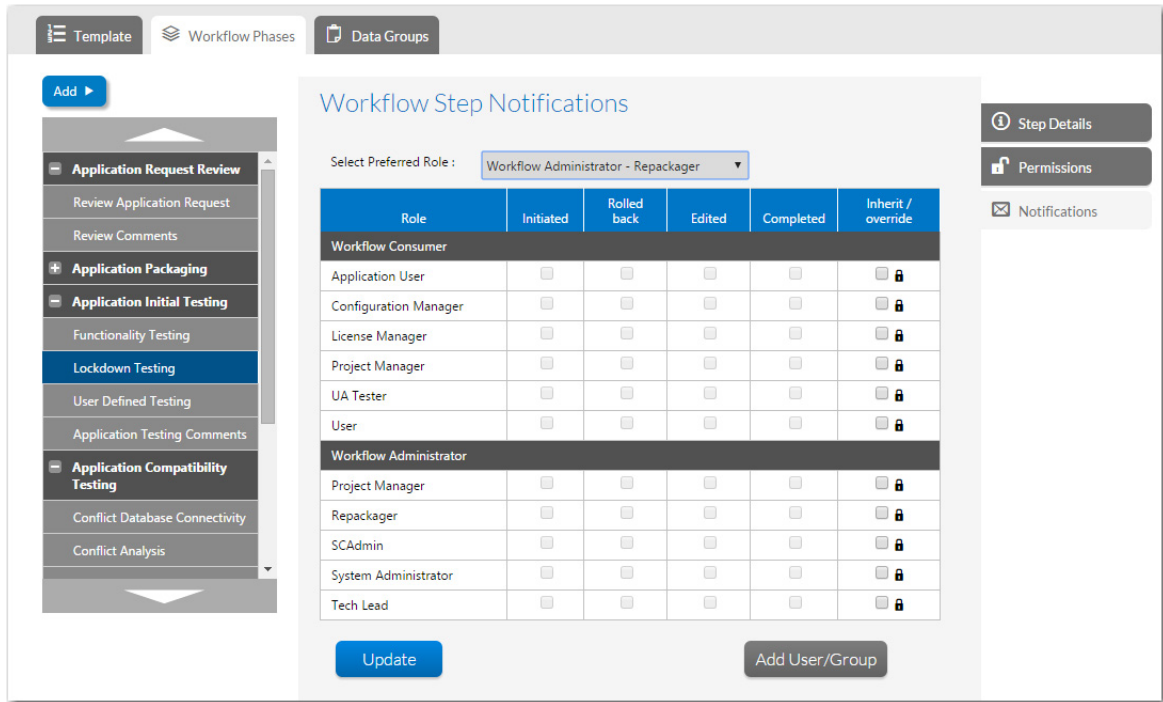 Template
Workflow Phases
Data Groups
Add
Application Request Review
Review Application Request
Review Comments
Application Packaging
Application Initial Testing
Functionality Testing
Lockdown Testing
User Defined Testing
Application Testing Comments
Application Compatibility
Testing
Conflict Database Connectivity
Conflict Analysis
Workflow Step Notifications
Select Preferred Role :
Workflow Administrator - Repackager
Role Initiated Rolled back Edited Completed Inherit / override
Workflow Consumer
Application User
Configuration Manager
License Manager
Project Manager
UA Tester
User
Workflow Administrator
Project Manager
Repackager
SCAdmin
System Administrator
Tech Lead
Update
Add User/Group
Step Details
Permissions
Notifications